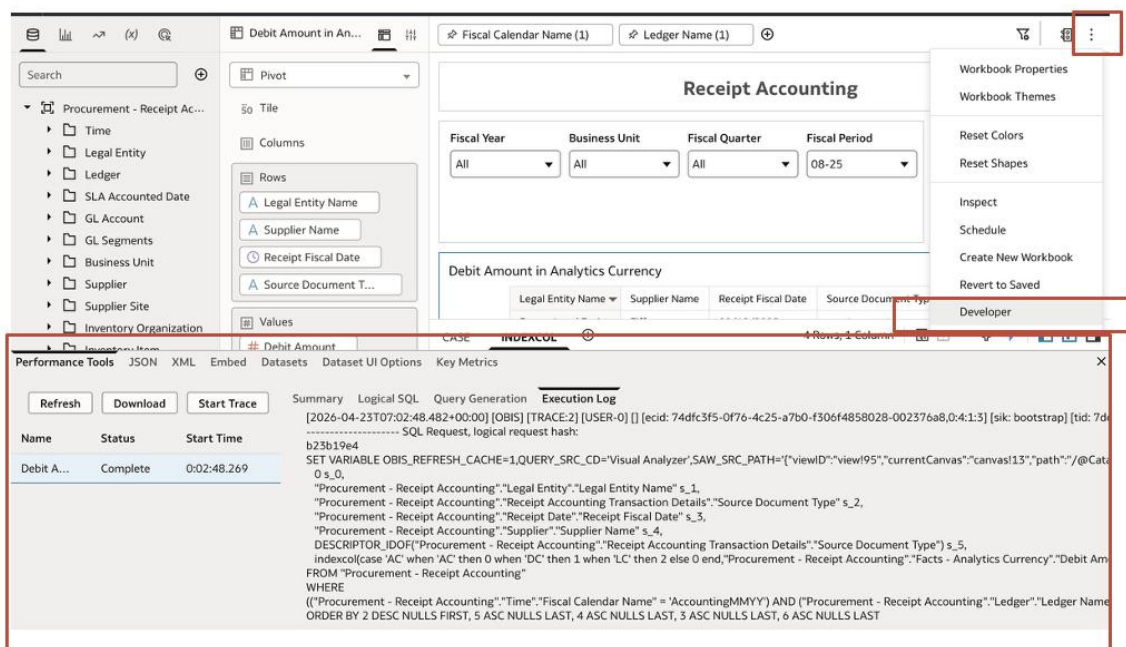 (x)
Debit Amount in An...
Fiscal Calendar Name (1)
Ledger Name (1)
Search
Pivot
Procurement - Receipt Ac...
Time
Legal Entity
Ledger
SLA Accounted Date
GL Account
GL Segments
Business Unit
Supplier
Supplier Site
Inventory Organization
Inventory Item
Tile
Columns
Rows
A Legal Entity Name
A Supplier Name
Receipt Fiscal Date
A Source Document T...
Values
# Debit Amount
Receipt Accounting
Fiscal Year
Business Unit
Fiscal Quarter
Fiscal Period
All
All
All
08-25
Debit Amount in Analytics Currency
Legal Entity Name
Supplier Name
Receipt Fiscal Date
Source Document Typ
CASE
INDEXCOL
4 Rows, 1 Column
Workbook Properties
Workbook Themes
Reset Colors
Reset Shapes
Inspect
Schedule
Create New Workbook
Revert to Saved
Developer
Performance Tools JSON XML Embed Datasets Dataset UI Options Key Metrics
Refresh Download Start Trace
Name Status Start Time
Debit A... Complete 0:02:48.269
Summary Logical SQL Query Generation Execution Log
[2026-04-23T07:02:48.482+00:00] [OBIS] [TRACE:2] [USER-0] [] [ecid: 74dfc3f5-0f76-4c25-a7b0-f306f4858028-002376a8,0:4:1:3] [sik: bootstrap] [tid: 7d
-------------------- SQL Request, logical request hash:
b23b19e4
SET VARIABLE OBIS_REFRESH_CACHE=1,QUERY_SRC_CD='Visual Analyzer',SAW_SRC_PATH='{"viewID":"view!95","currentCanvas":"canvas!13","path":"/@Cata
0 s_0,
"Procurement - Receipt Accounting"."Legal Entity"."Legal Entity Name" s_1,
"Procurement - Receipt Accounting"."Receipt Accounting Transaction Details"."Source Document Type" s_2,
"Procurement - Receipt Accounting"."Receipt Date"."Receipt Fiscal Date" s_3,
"Procurement - Receipt Accounting"."Supplier"."Supplier Name" s_4,
DESCRIPTOR_IDOF("Procurement - Receipt Accounting"."Receipt Accounting Transaction Details"."Source Document Type") s_5,
indexcol(case 'AC' when 'AC' then 0 when 'DC' then 1 when 'LC' then 2 else 0 end,"Procurement - Receipt Accounting"."Facts - Analytics Currency"."Debit Am
FROM "Procurement - Receipt Accounting"
WHERE
(("Procurement - Receipt Accounting"."Time"."Fiscal Calendar Name" = 'AccountingMMYY') AND ("Procurement - Receipt Accounting"."Ledger"."Ledger Name
ORDER BY 2 DESC NULLS FIRST, 5 ASC NULLS LAST, 4 ASC NULLS LAST, 3 ASC NULLS LAST, 6 ASC NULLS LAST